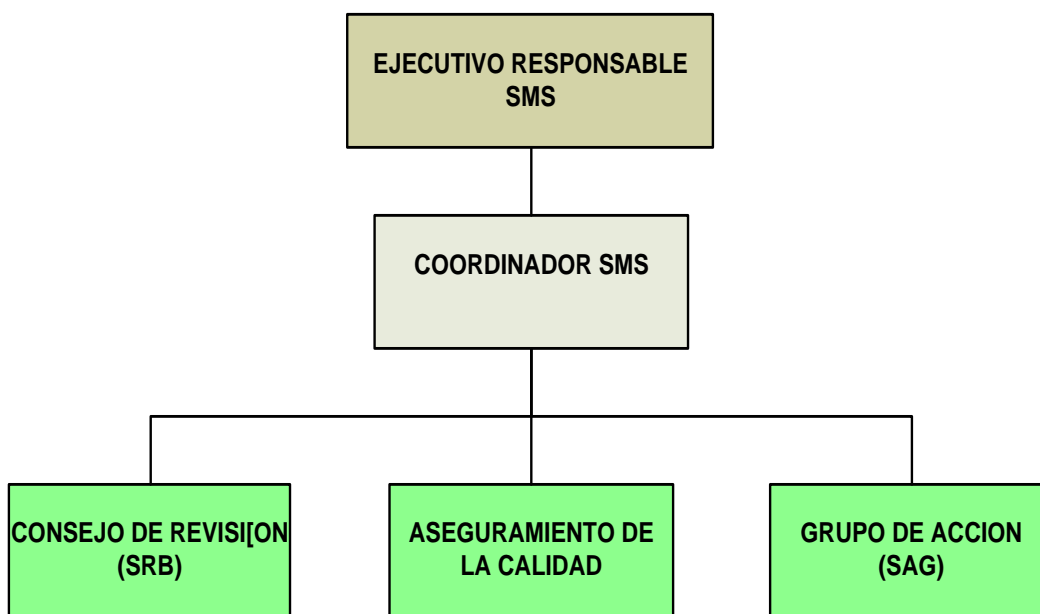 EJECUTIVO RESPONSABLE
SMS
COORDINADOR SMS
CONSEJO DE REVISI[ON
(SRB)
ASEGURAMIENTO DE
LA CALIDAD
GRUPO DE ACCION
(SAG)